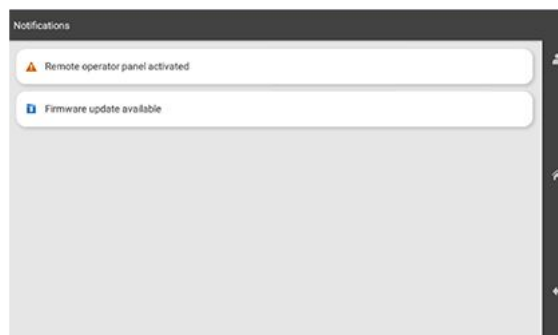 Notifications
Remote operator panel activated
Firmware update available